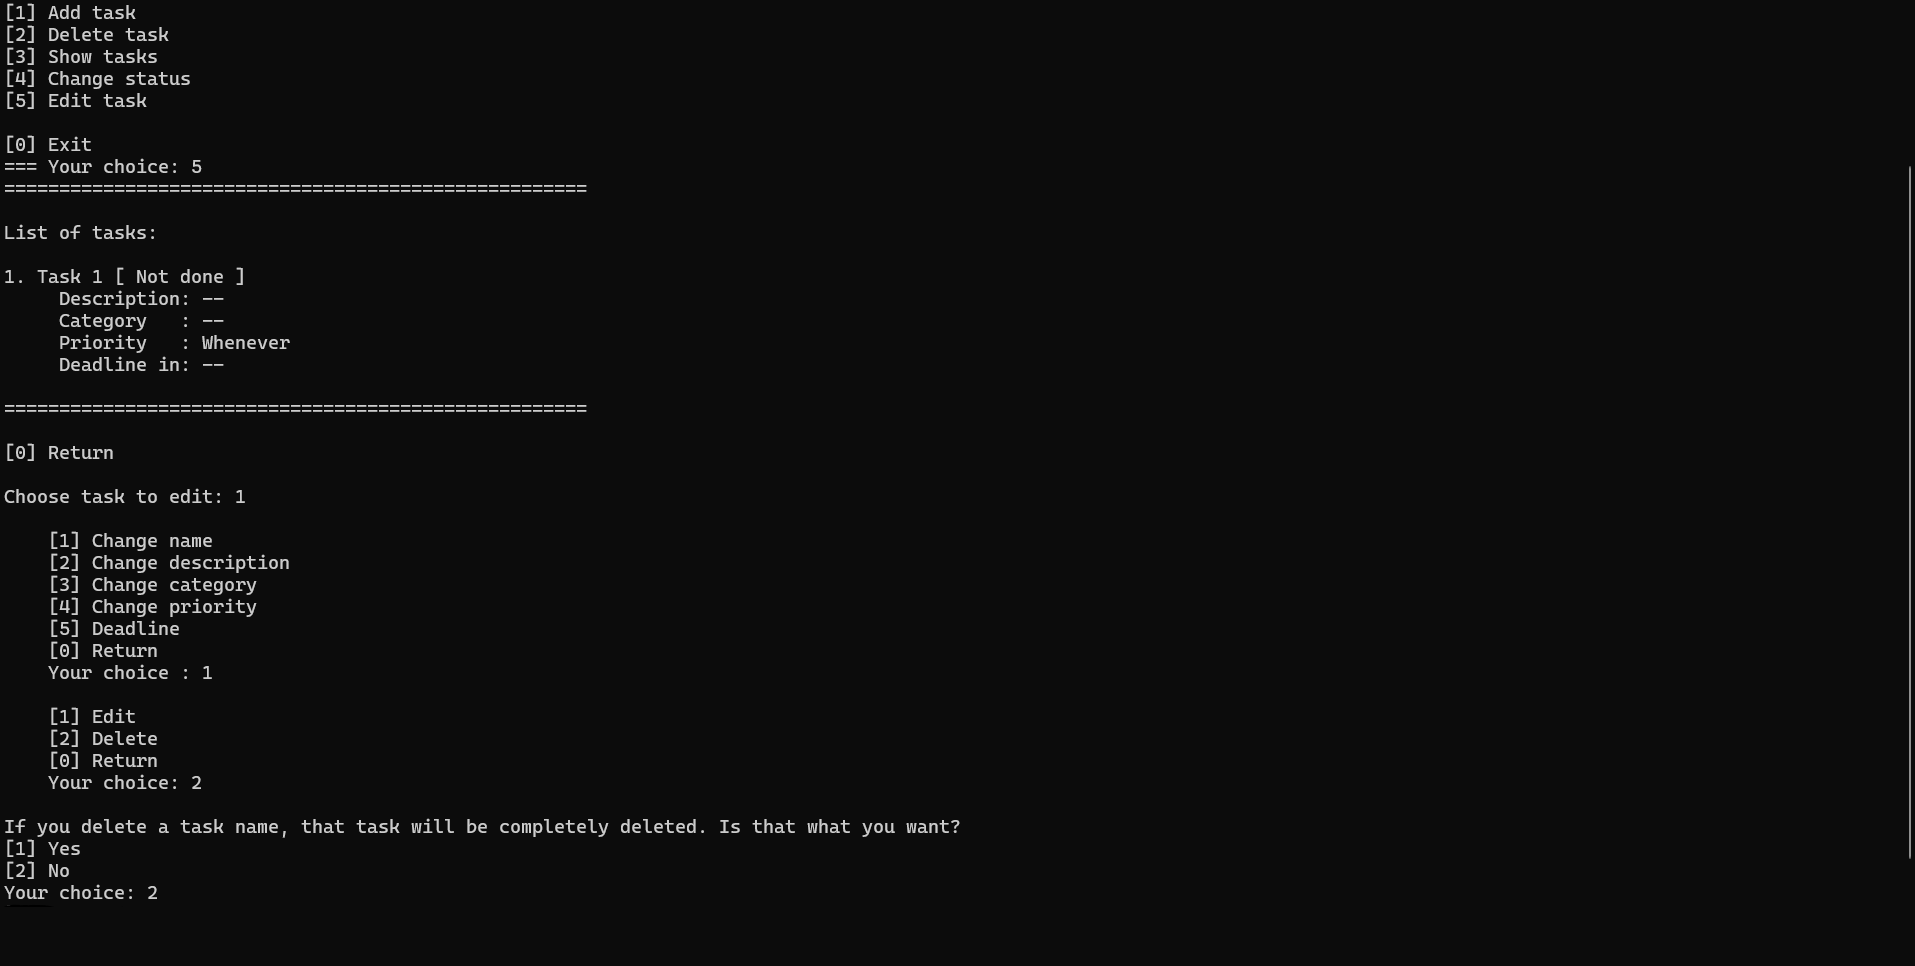 [1] Add task
[2] Delete task
[3] Show tasks
[4] Change status
[5] Edit task
[0] Exit
=== Your choice: 5
=====================================================
List of tasks:
1. Task 1 [ Not done ]
     Description: --
     Category   : --
     Priority   : Whenever
     Deadline in: --
=====================================================
[0] Return
Choose task to edit: 1
    [1] Change name
    [2] Change description
    [3] Change category
    [4] Change priority
    [5] Deadline
    [0] Return
    Your choice : 1
    [1] Edit
    [2] Delete
    [0] Return
    Your choice: 2
If you delete a task name, that task will be completely deleted. Is that what you want?
[1] Yes
[2] No
Your choice: 2